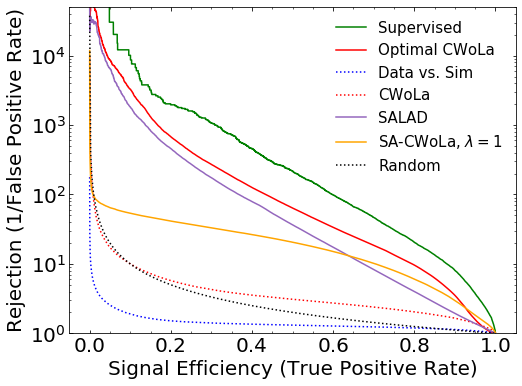 Rejection (1/False Positive Rate)
10⁴
10³
10²
10¹
10⁰
Supervised
Optimal CWoLa
Data vs. Sim
CWoLa
SALAD
SA-CWoLa, λ = 1
Random
0.0 0.2 0.4 0.6 0.8 1.0
Signal Efficiency (True Positive Rate)